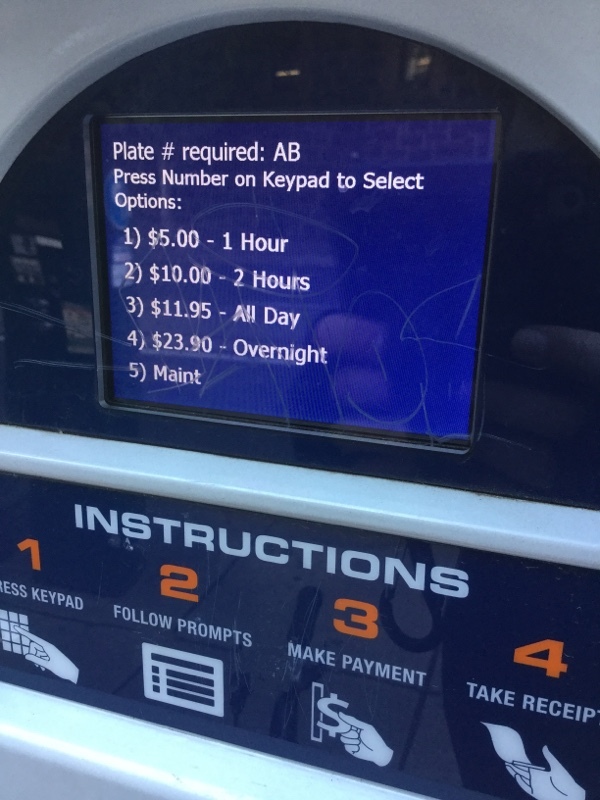 Plate # required: AB
Press Number on Keypad to Select
Options:
1) $5.00 - 1 Hour
2) $10.00 - 2 Hours
3) $11.95 - All Day
4) $23.90 - Overnight
5) Maint
INSTRUCTIONS
1
RESS KEYPAD
2
FOLLOW PROMPTS
3
MAKE PAYMENT
$
4
TAKE RECEIPT